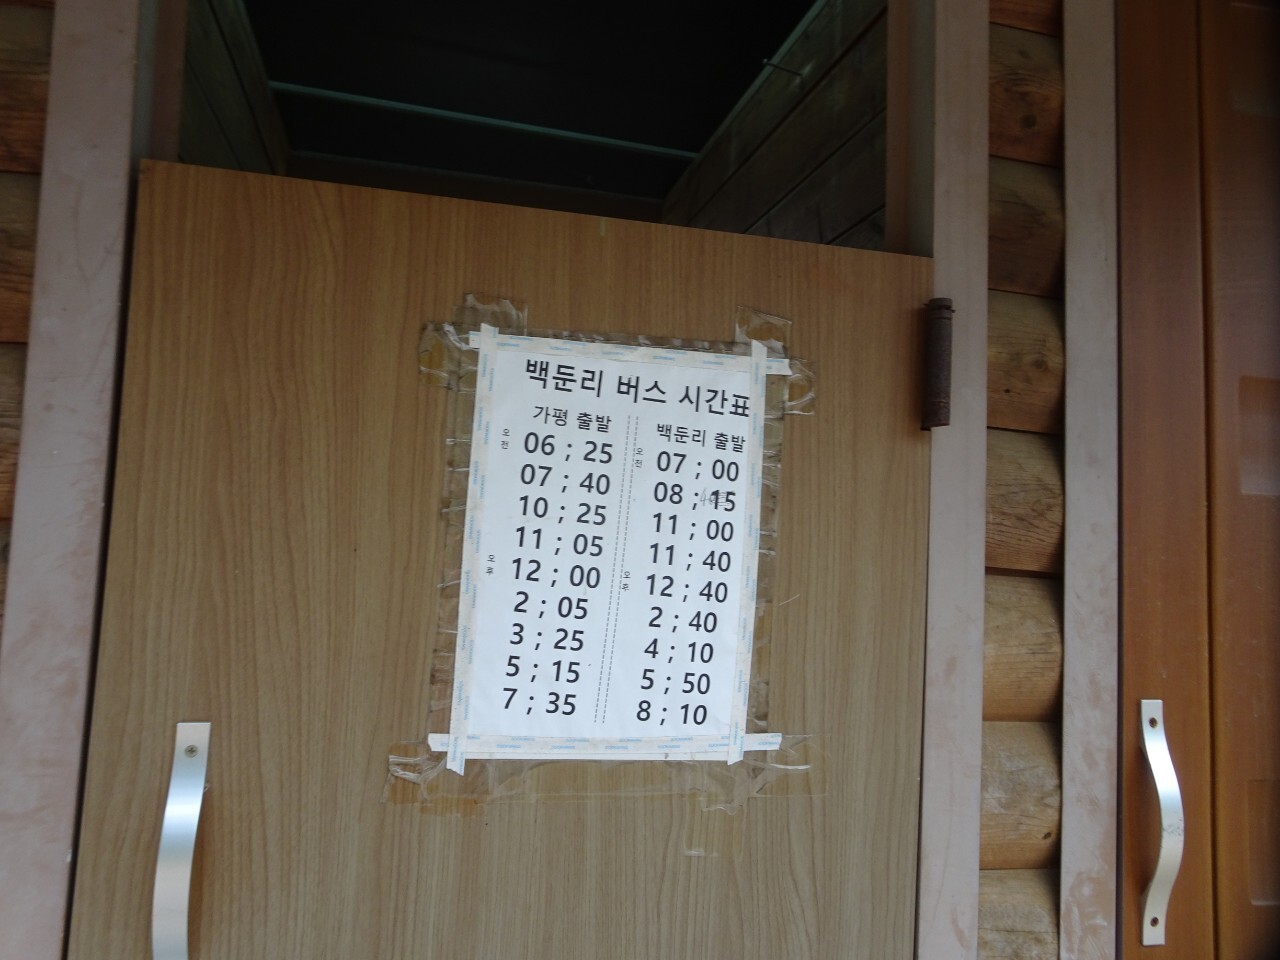 백둔리 버스 시간표
가평 출발 백둔리 출발
오전 06 ; 25 오전 07 ; 00
07 ; 40 08 ; 15
10 ; 25 11 ; 00
11 ; 05 11 ; 40
오후 12 ; 00 오후 12 ; 40
2 ; 05 2 ; 40
3 ; 25 4 ; 10
5 ; 15 5 ; 50
7 ; 35 8 ; 10